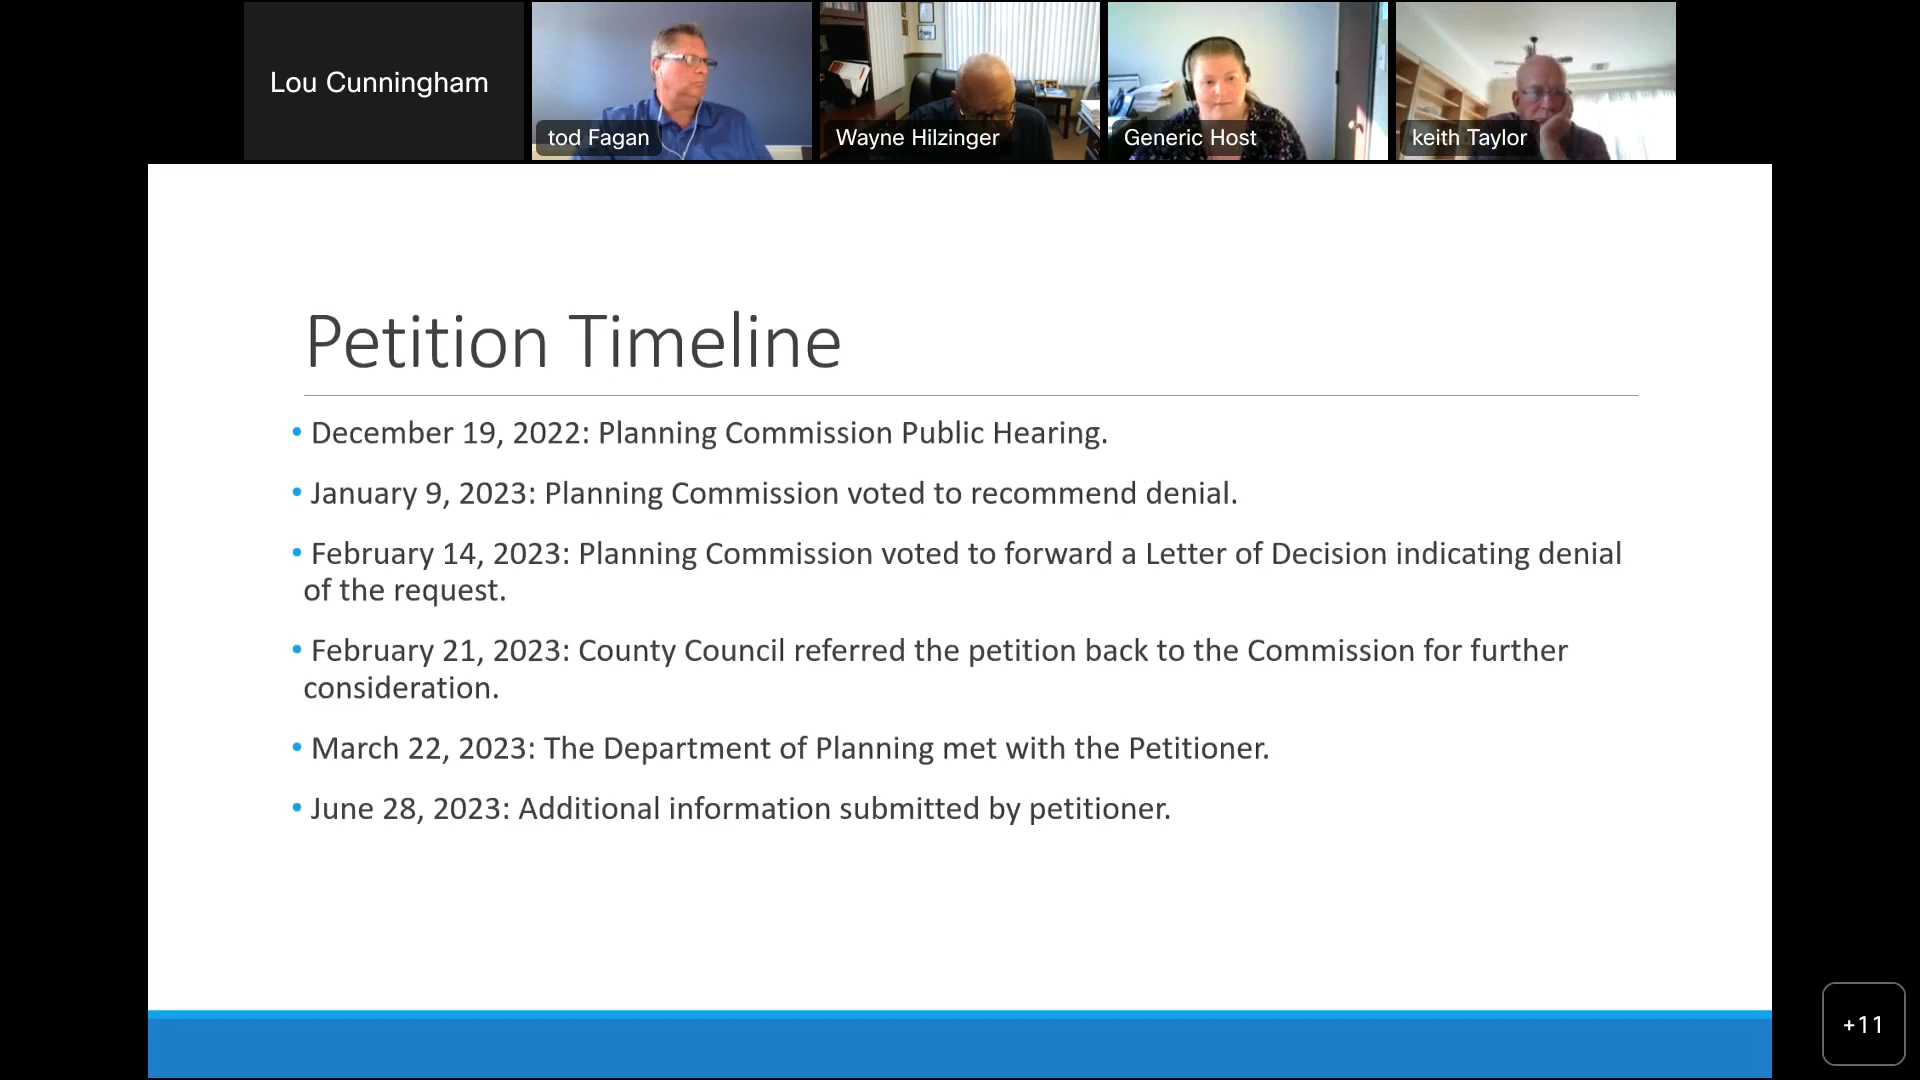 Lou Cunningham
tod Fagan
Wayne Hilzinger
Generic Host
keith Taylor
Petition Timeline
• December 19, 2022: Planning Commission Public Hearing.
• January 9, 2023: Planning Commission voted to recommend denial.
• February 14, 2023: Planning Commission voted to forward a Letter of Decision indicating denial
of the request.
• February 21, 2023: County Council referred the petition back to the Commission for further
consideration.
• March 22, 2023: The Department of Planning met with the Petitioner.
• June 28, 2023: Additional information submitted by petitioner.
+11